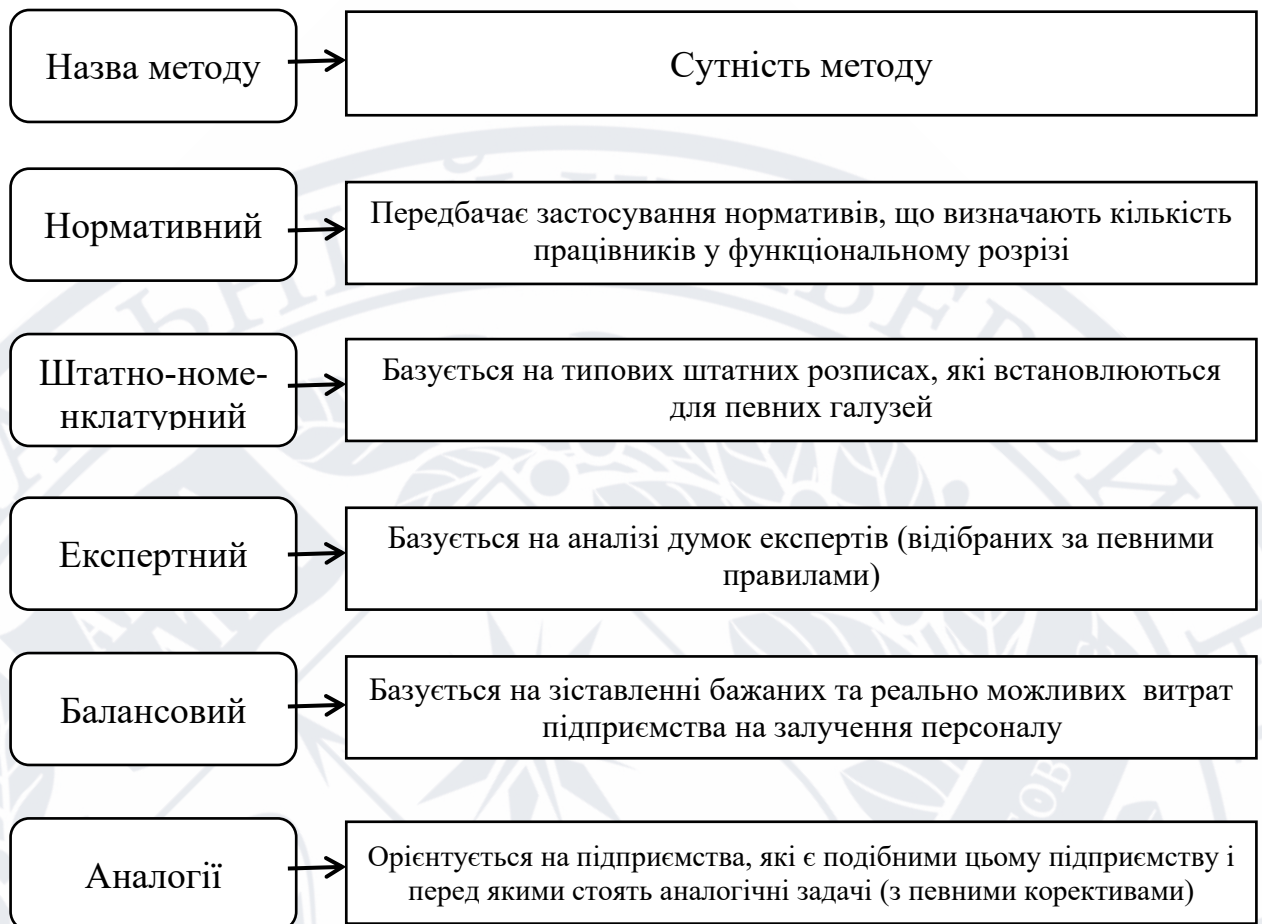 Назва методу
Сутність методу
Нормативний
Передбачає застосування нормативів, що визначають кількість
працівників у функціональному розрізі
Штатно-номе-
нклатурний
Базується на типових штатних розписах, які встановлюються
для певних галузей
Експертний
Базується на аналізі думок експертів (відібраних за певними
правилами)
Балансовий
Базується на зіставленні бажаних та реально можливих витрат
підприємства на залучення персоналу
Аналогії
Орієнтується на підприємства, які є подібними цьому підприємству і
перед якими стоять аналогічні задачі (з певними корективами)